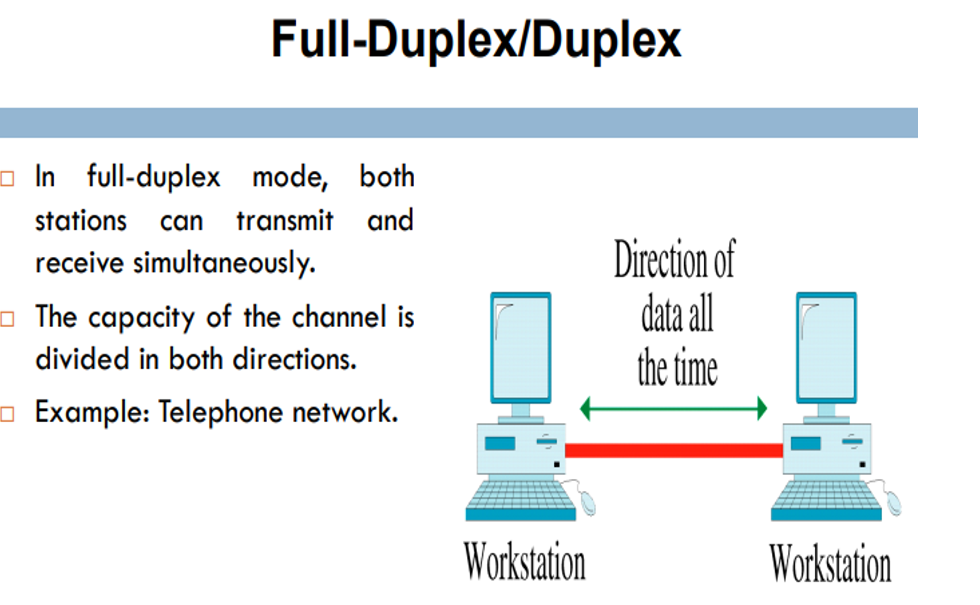 Full-Duplex/Duplex
In full-duplex mode, both
stations can transmit and
receive simultaneously.
The capacity of the channel is
divided in both directions.
Example: Telephone network.
Direction of
data all
the time
Workstation
Workstation